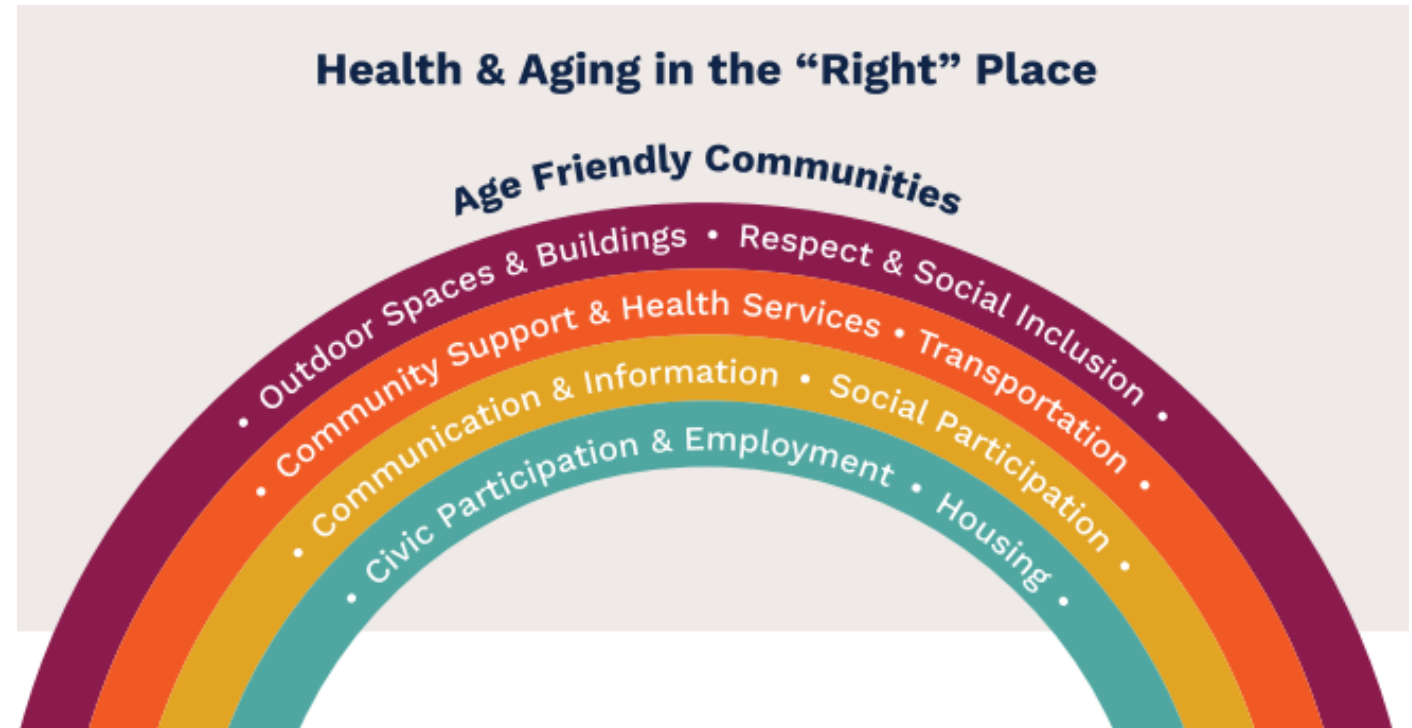 Health & Aging in the “Right” Place
Age Friendly Communities
• Outdoor Spaces & Buildings • Respect & Social Inclusion •
• Community Support & Health Services • Transportation •
• Communication & Information • Social Participation •
• Civic Participation & Employment • Housing •